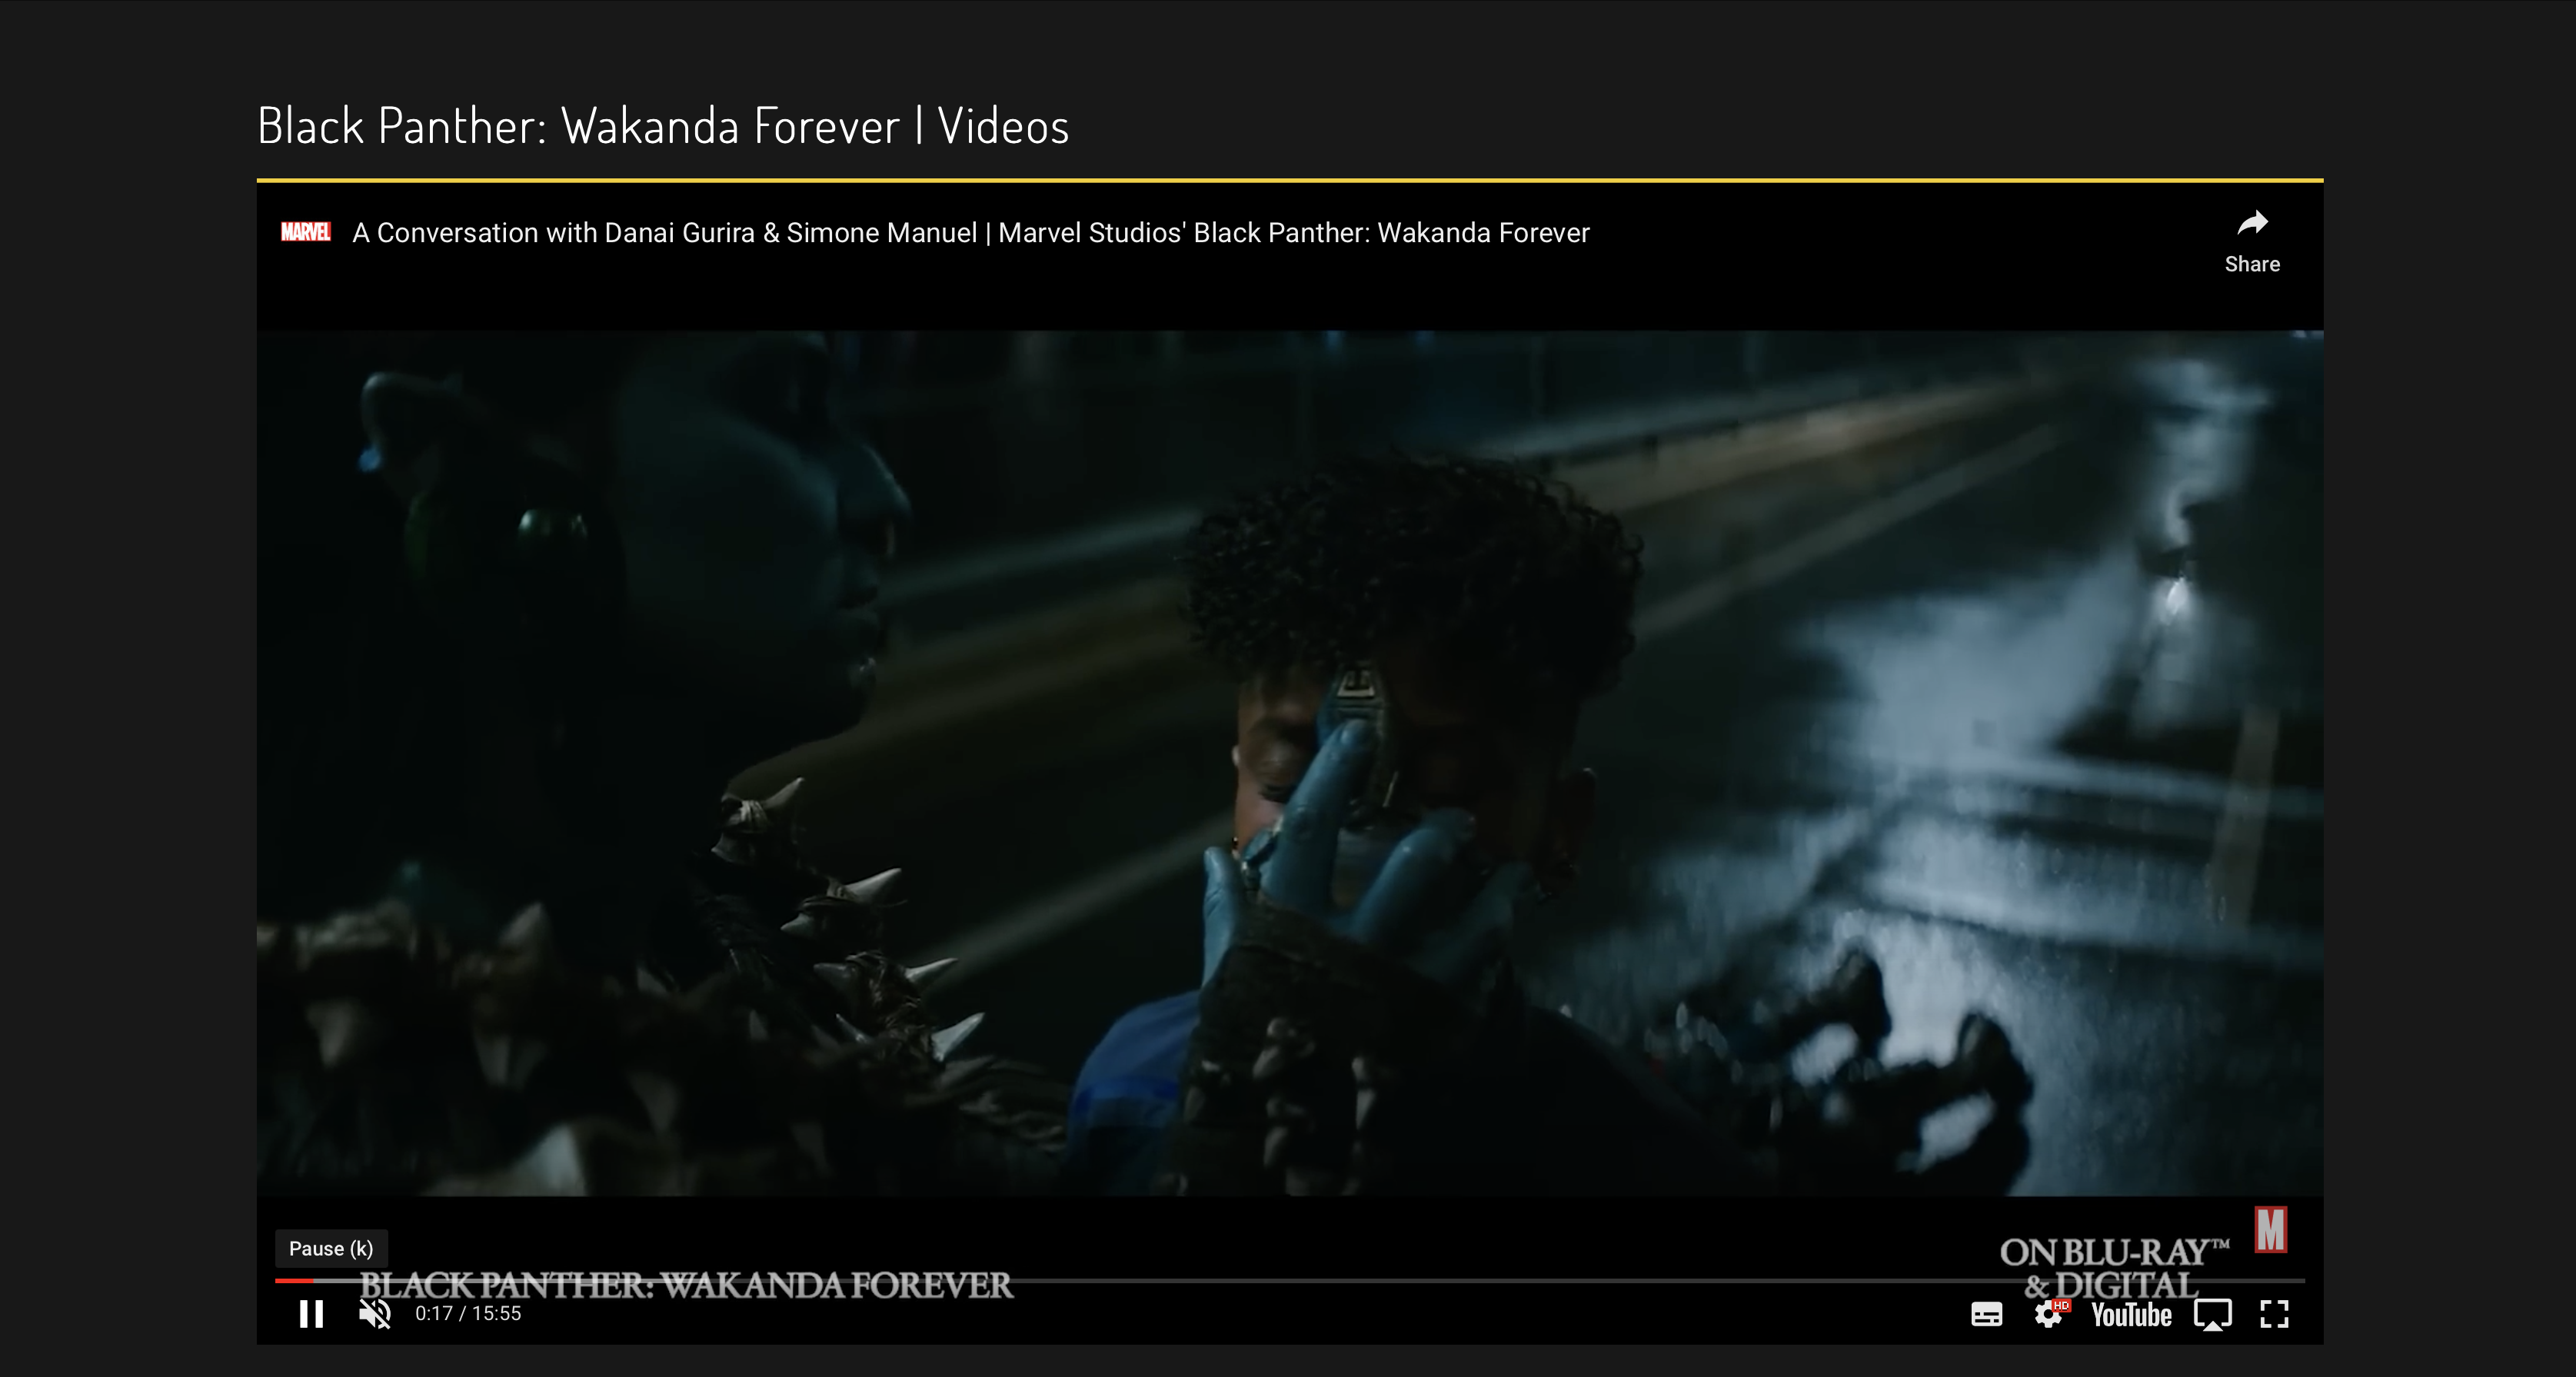 Black Panther: Wakanda Forever | Videos
MARVEL
A Conversation with Danai Gurira & Simone Manuel | Marvel Studios' Black Panther: Wakanda Forever
Share
M
Pause (k)
ON BLU-RAY™
& DIGITAL
BLACK PANTHER: WAKANDA FOREVER
0:17 / 15:55
HD
YouTube